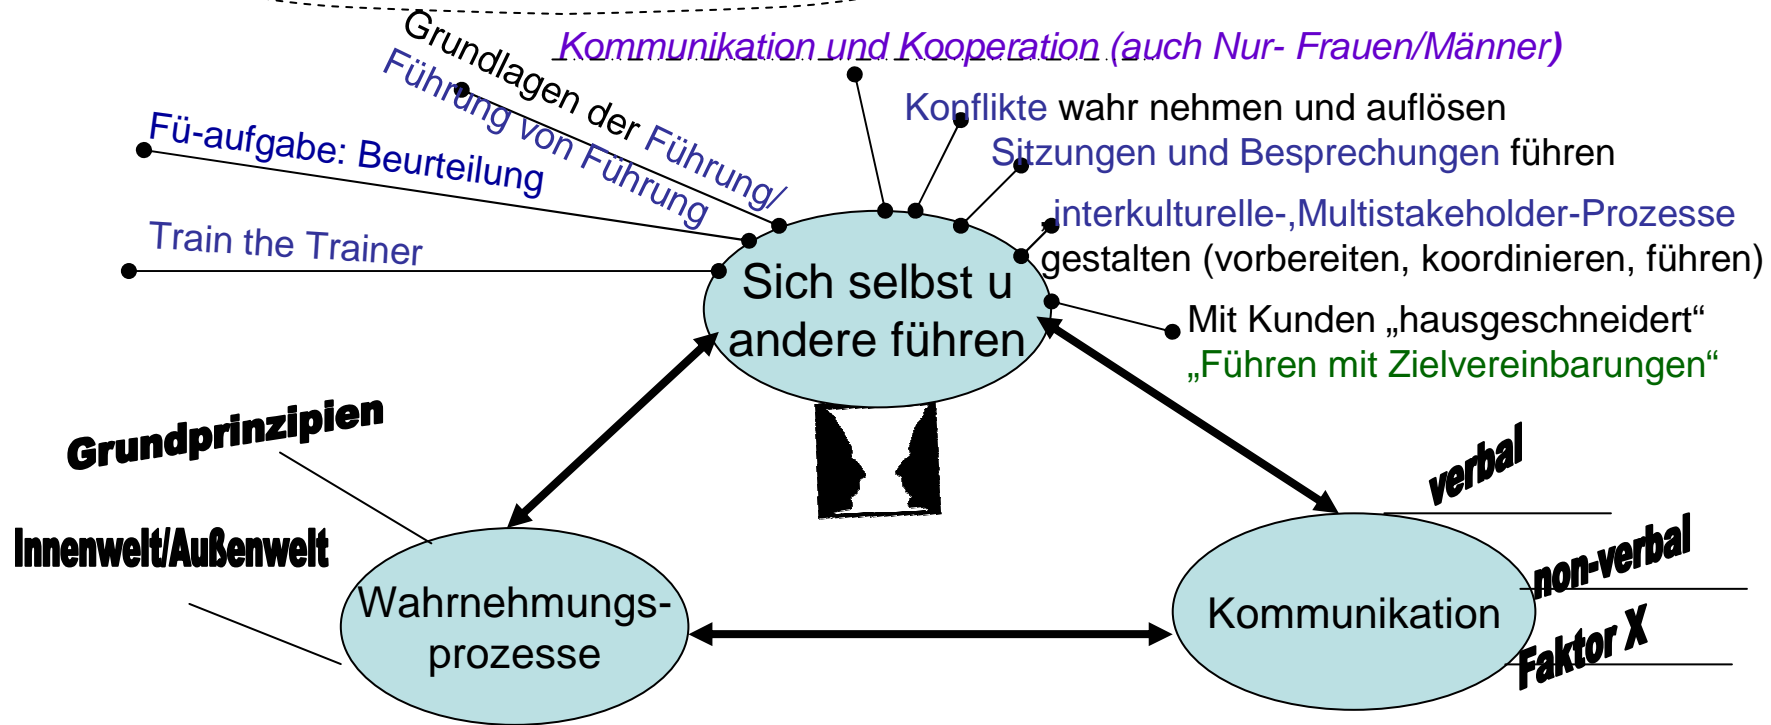 Kommunikation und Kooperation (auch Nur- Frauen/Männer)
Grundlagen der Führung/
Führung von Führung
Konflikte wahr nehmen und auflösen
Fü-aufgabe: Beurteilung
Sitzungen und Besprechungen führen
Train the Trainer
,interkulturelle-,Multistakeholder-Prozesse
gestalten (vorbereiten, koordinieren, führen)
Sich selbst u
andere führen
Mit Kunden „hausgeschneidert“
„Führen mit Zielvereinbarungen“
Grundprinzipien
Innenwelt/Außenwelt
Wahrnehmungs-
prozesse
verbal
non-verbal
Kommunikation
Faktor X